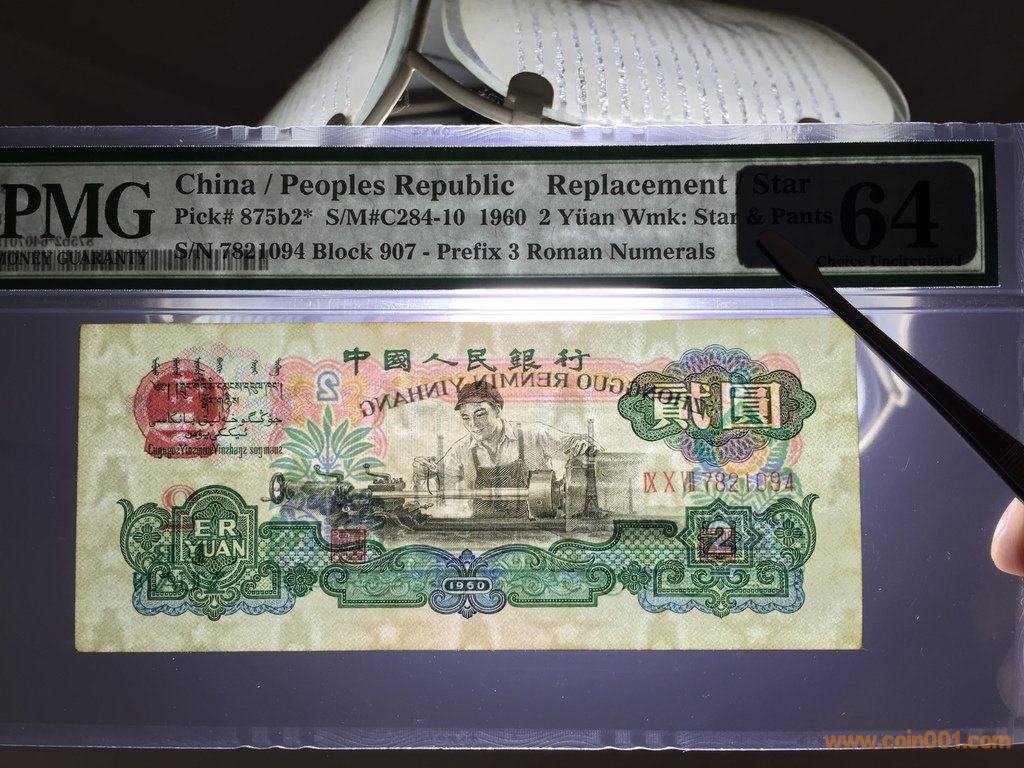 PMG
MONEY GUARANTY
China / Peoples Republic Replacement / Star
Pick# 875b2* S/M#C284-10 1960 2 Yüan Wmk: Star & Pants
S/N 7821094 Block 907 - Prefix 3 Roman Numerals
64
Choice Uncirculated
中國人民銀行
ZHONGGUO RENMIN YINHANG
2
貳圓
Ⅸ Ⅹ Ⅶ 7821094
ER
YUAN
2
1960
www.coin001.com